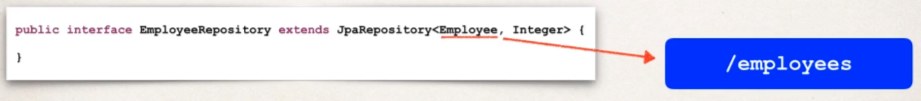 public interface EmployeeRepository extends JpaRepository<Employee, Integer> {
}
/employees